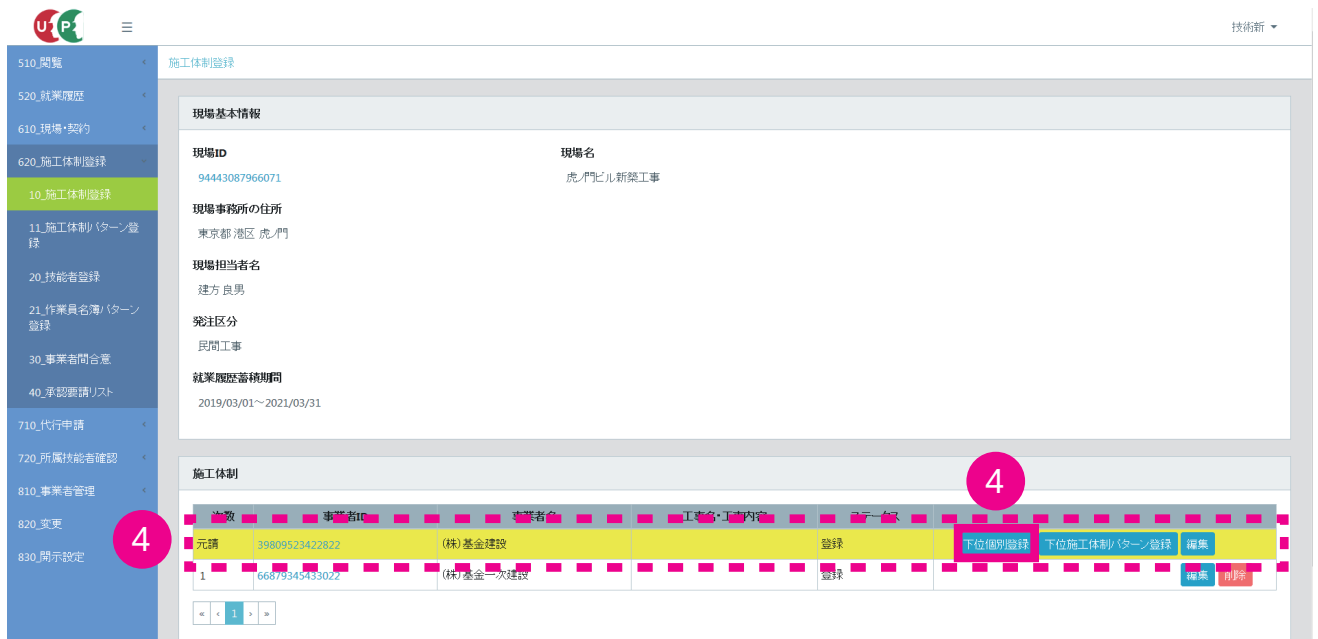 UP
≡
技術新
510_閲覧
520_就業履歴
610_現場・契約
620_施工体制登録
10_施工体制登録
11_施工体制パターン登
録
20_技能者登録
21_作業員名簿パターン
登録
30_事業者間合意
40_承認要請リスト
710_代行申請
720_所属技能者確認
810_事業者管理
820_変更
830_開示設定
施工体制登録
現場基本情報
現場ID
現場名
94443087966071
虎ノ門ビル新築工事
現場事務所の住所
東京都 港区 虎ノ門
現場担当者名
建方 良男
発注区分
民間工事
就業履歴蓄積期間
2019/03/01～2021/03/31
施工体制
4
次数 事業者ID 事業者名 工事名・工事内容 ステータス
4
元請 39809523422822 (株)基金建設 登録 下位個別登録 下位施工体制パターン登録 編集
1 66879345433022 (株)基金一次建設 登録 編集 削除
« ‹ 1 › »